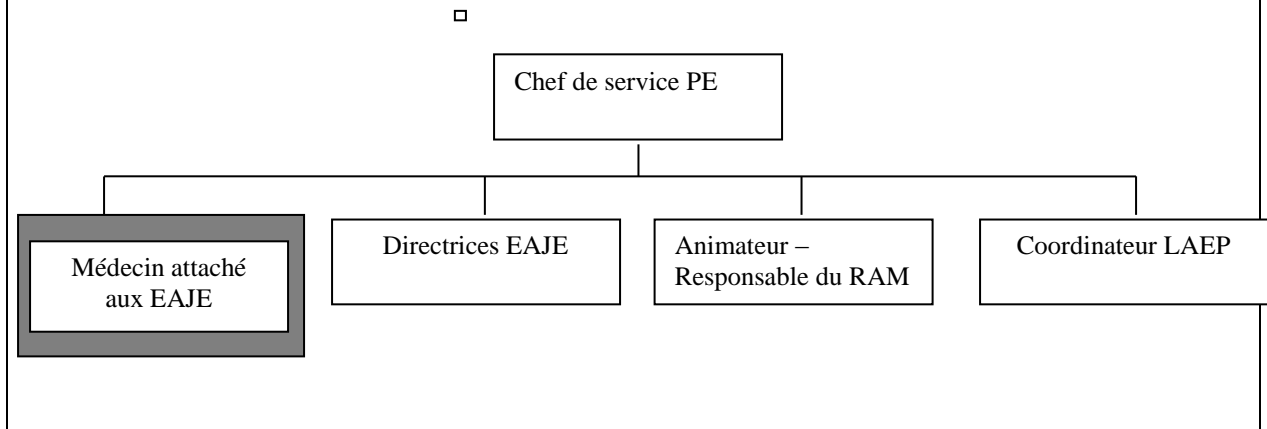 Chef de service PE
Médecin attaché
aux EAJE
Directrices EAJE
Animateur –
Responsable du RAM
Coordinateur LAEP